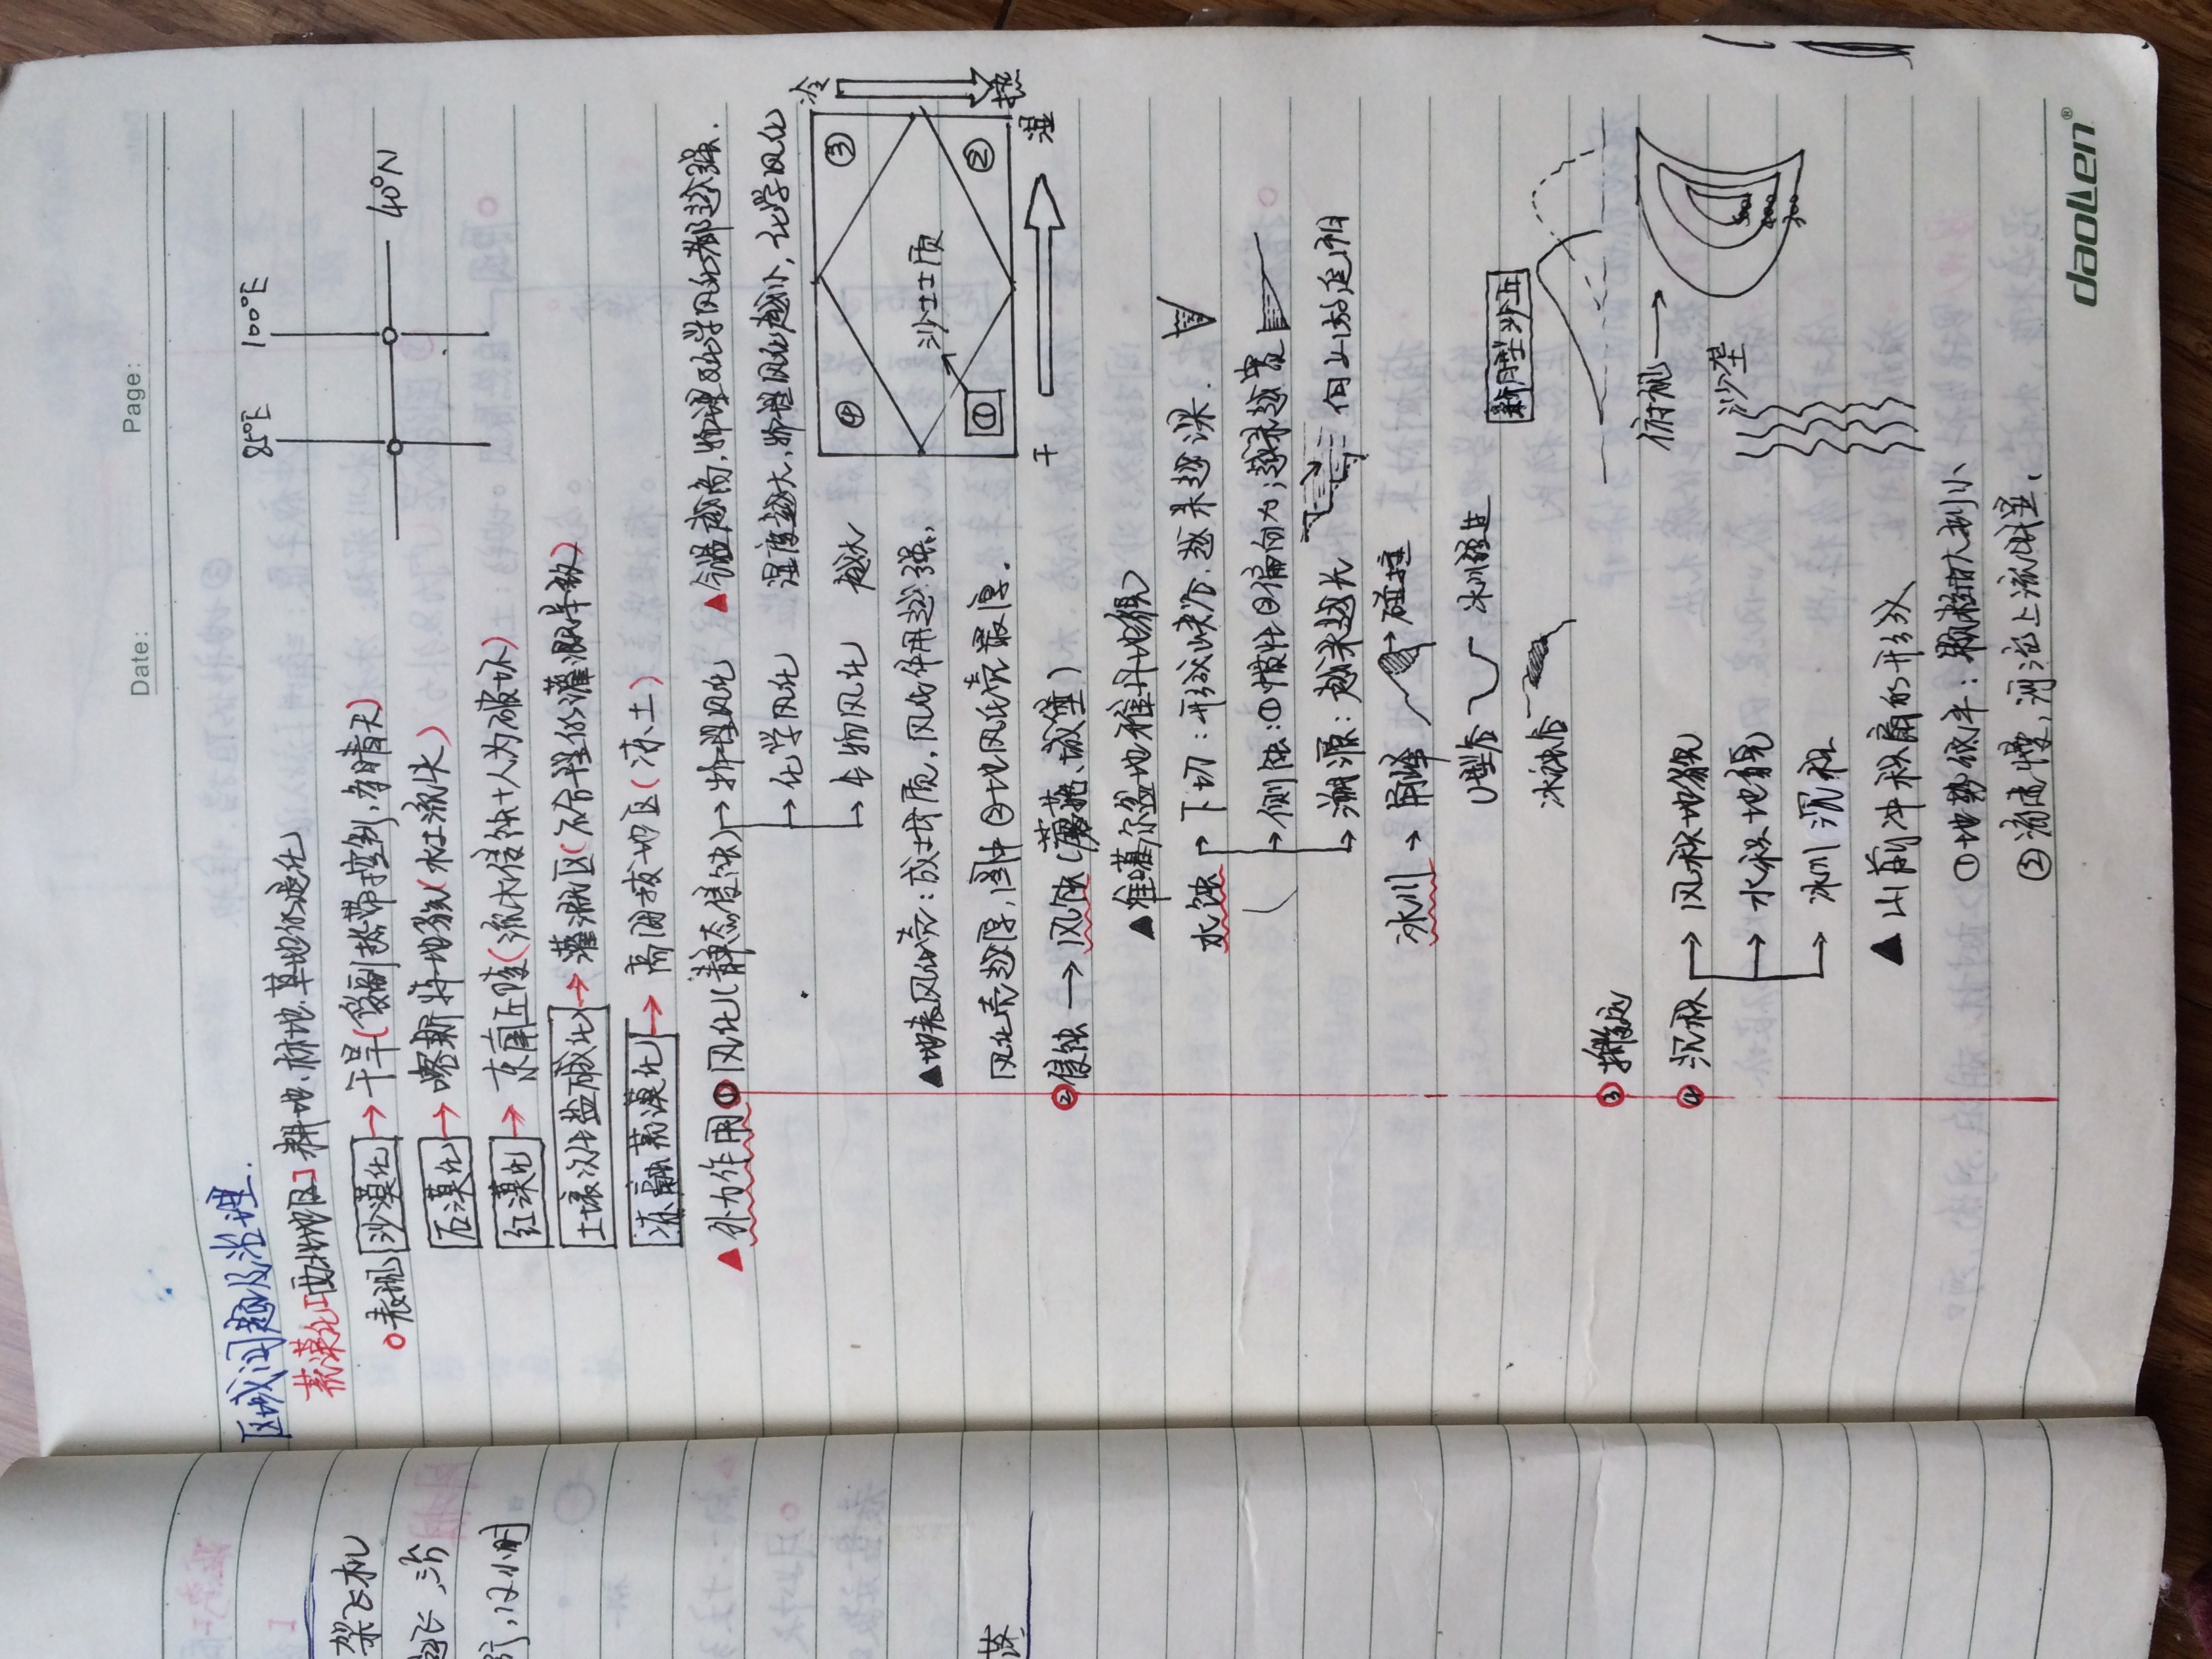 Date:
Page:
区域问题及治理.
85°E 100°E
荒漠化[西北地区] 耕地、林地、草地的退化
表现 沙漠化 → 干旱(受副热带控制,多晴天)
40°N
石漠化 → 喀斯特地貌(水土流失)
红漠化 → 东南丘陵(流水侵蚀+人为破坏)
土壤次生盐碱化 → 灌溉区(不合理的灌溉导致)
冻融荒漠化 → 高海拔地区(冻土)
▲外力作用 ① 风化(静态侵蚀) → 物理风化 ▲气温越高,物理及化学风化都越强.
→ 化学风化 湿度越大,物理风化越小,化学风化
→ 生物风化 越大
冷
④ ③
▲地表风化壳:成土母质,风化作用越强,
沙土土质
风化壳越厚,图中②地风化壳最厚.
① ②
热
干 湿
② 侵蚀 → 风蚀(蘑菇、城堡)
▲准噶尔盆地雅丹地貌
水蚀 → 下切:形成峡谷,越来越深.
→ 侧蚀:①惯性②偏向力;越来越宽
→ 溯源:越来越长 向上游延伸
冰川 → 角峰 碰撞
U型谷 冰川经过
冰蚀谷
新月型沙丘
③ 搬运
俯视 →
④ 沉积 → 风积地貌
沙垄
→ 水积地貌
500
400
300
→ 冰川沉积
▲ 山前冲积扇的形成
①地势低平:颗粒由大到小
②流速慢,河流上流明显.
daoLen®
架飞机
,12小时
落